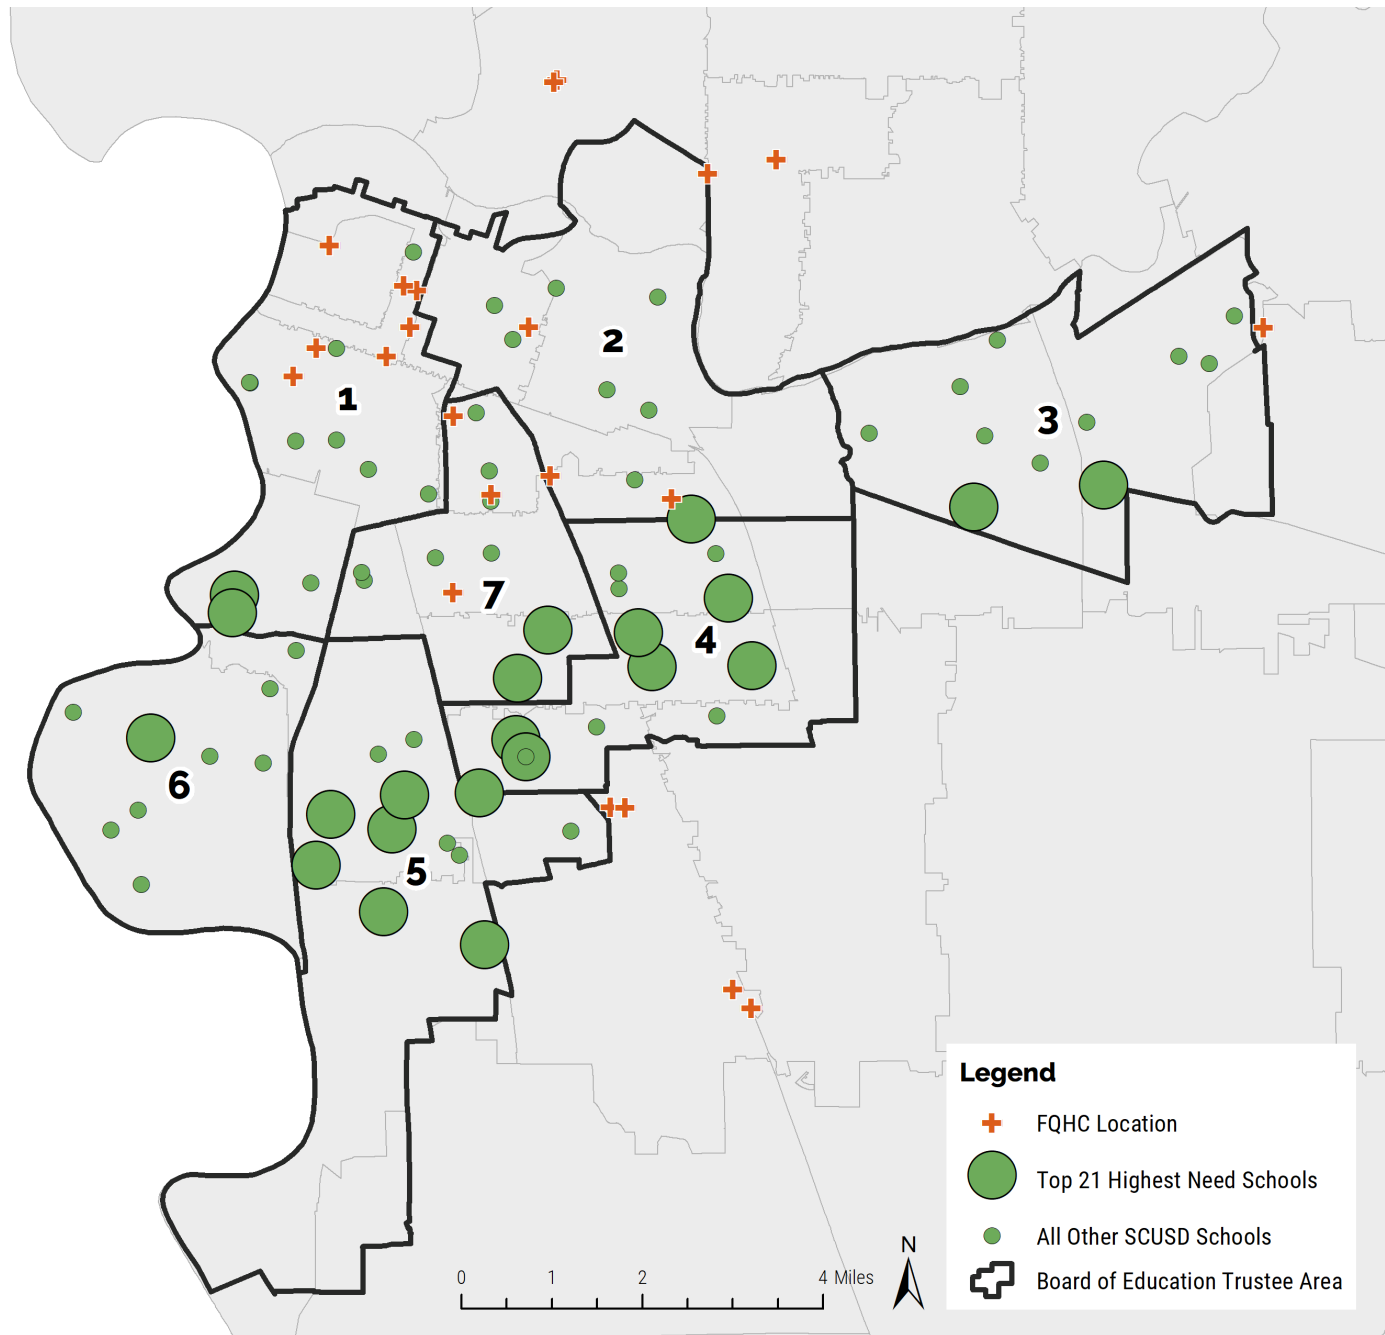 2
3
1
7
4
6
5
Legend
FQHC Location
Top 21 Highest Need Schools
All Other SCUSD Schools
Board of Education Trustee Area
N
0 1 2 4 Miles